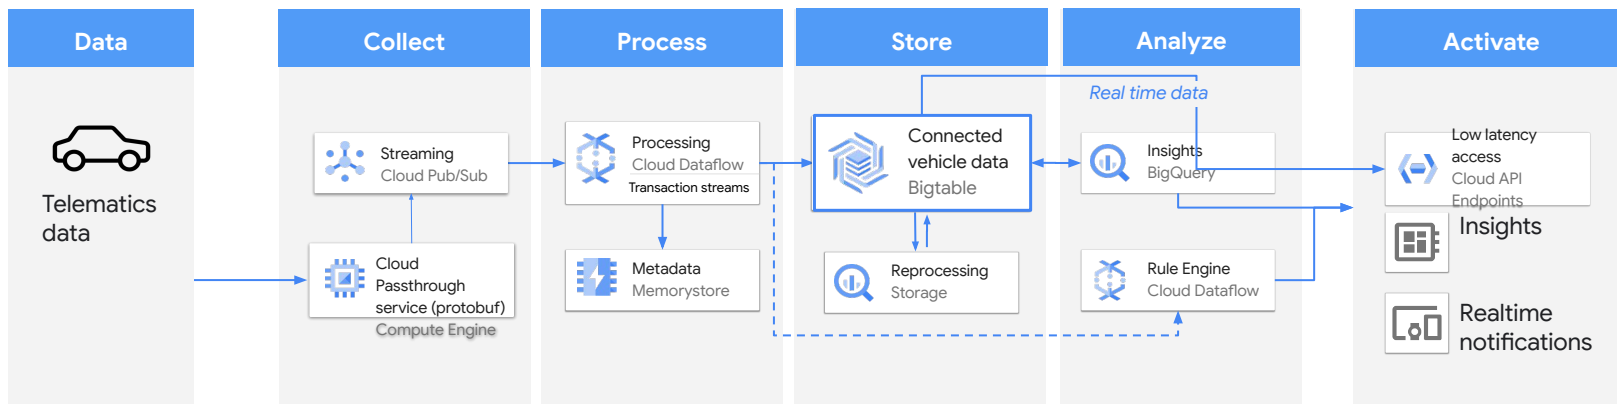 Data
Collect
Process
Store
Analyze
Activate
Telematics
data
Streaming
Cloud Pub/Sub
Cloud
Passthrough
service (protobuf)
Compute Engine
Processing
Cloud Dataflow
Transaction streams
Metadata
Memorystore
Connected
vehicle data
Bigtable
Reprocessing
Storage
Real time data
Insights
BigQuery
Rule Engine
Cloud Dataflow
Low latency
access
Cloud API
Endpoints
Insights
Realtime
notifications